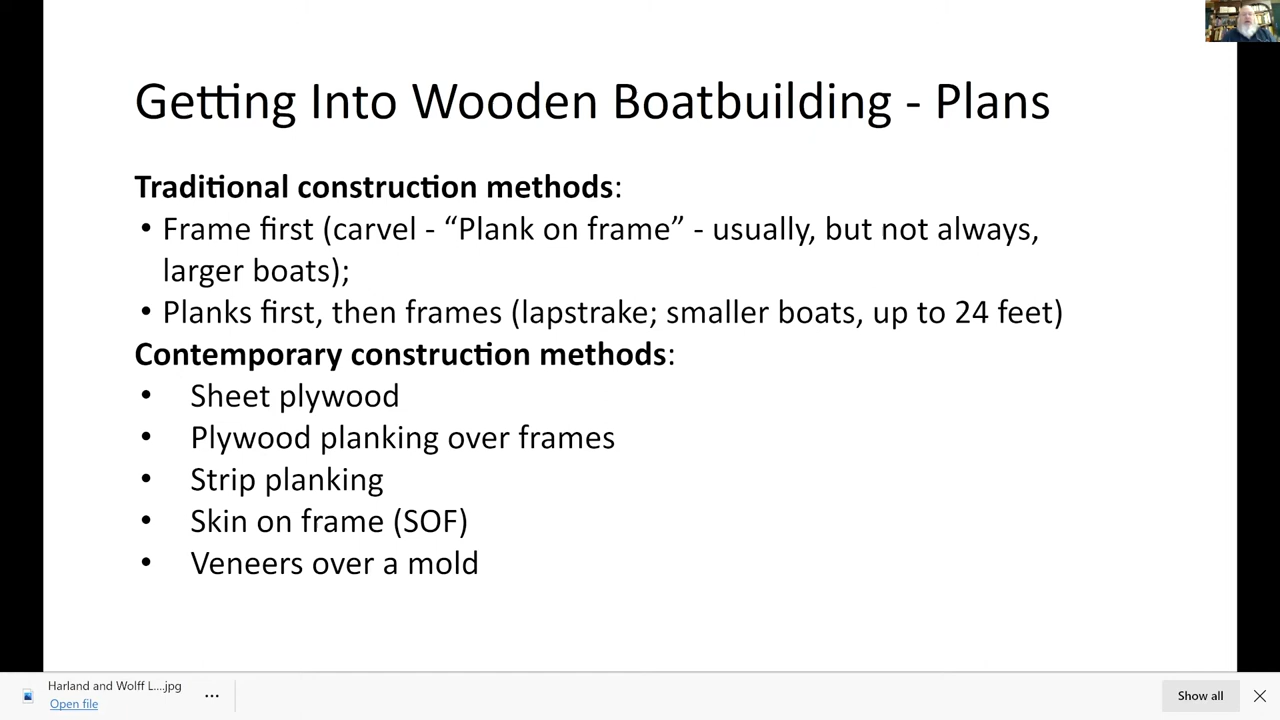 Getting Into Wooden Boatbuilding - Plans
Traditional construction methods:
• Frame first (carvel - “Plank on frame” - usually, but not always,
larger boats);
• Planks first, then frames (lapstrake; smaller boats, up to 24 feet)
Contemporary construction methods:
• Sheet plywood
• Plywood planking over frames
• Strip planking
• Skin on frame (SOF)
• Veneers over a mold
Harland and Wolff L....jpg
Open file
Show all